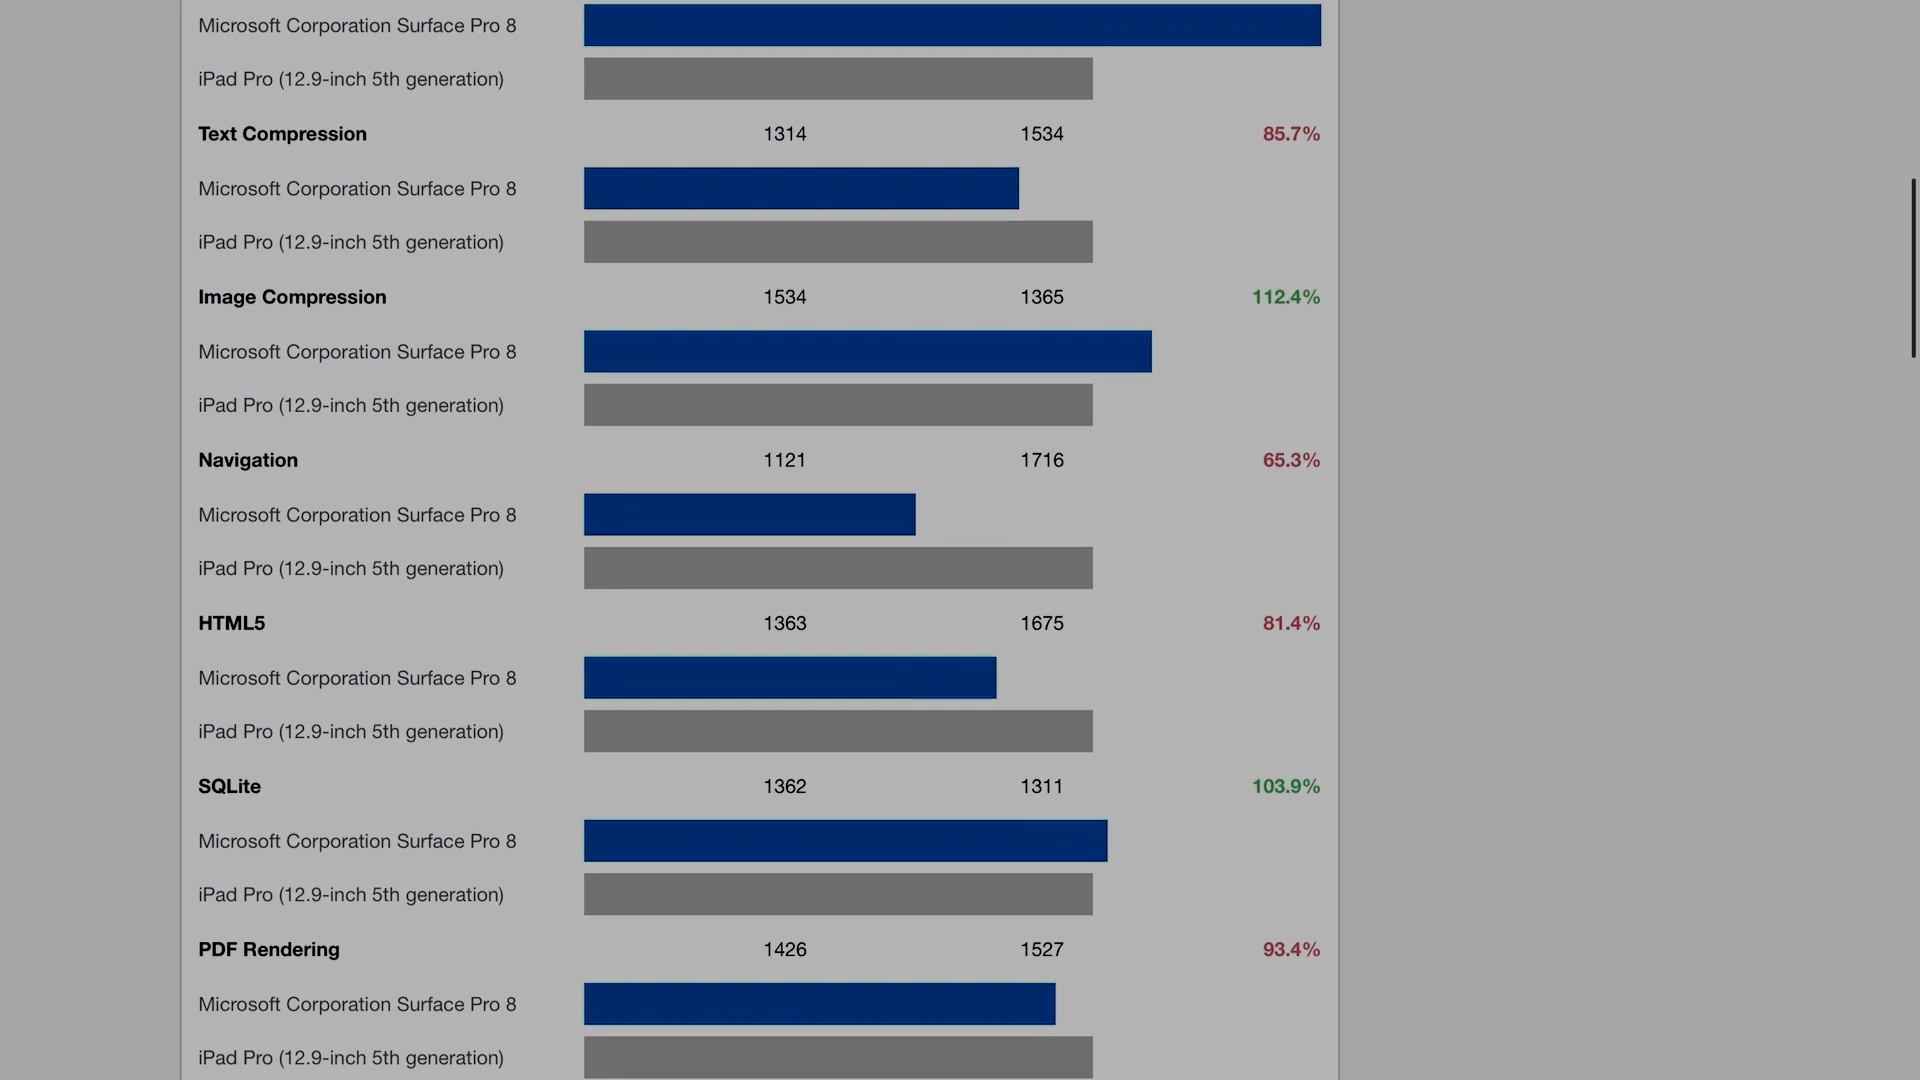 Microsoft Corporation Surface Pro 8
iPad Pro (12.9-inch 5th generation)
Text Compression 1314 1534 85.7%
Microsoft Corporation Surface Pro 8
iPad Pro (12.9-inch 5th generation)
Image Compression 1534 1365 112.4%
Microsoft Corporation Surface Pro 8
iPad Pro (12.9-inch 5th generation)
Navigation 1121 1716 65.3%
Microsoft Corporation Surface Pro 8
iPad Pro (12.9-inch 5th generation)
HTML5 1363 1675 81.4%
Microsoft Corporation Surface Pro 8
iPad Pro (12.9-inch 5th generation)
SQLite 1362 1311 103.9%
Microsoft Corporation Surface Pro 8
iPad Pro (12.9-inch 5th generation)
PDF Rendering 1426 1527 93.4%
Microsoft Corporation Surface Pro 8
iPad Pro (12.9-inch 5th generation)